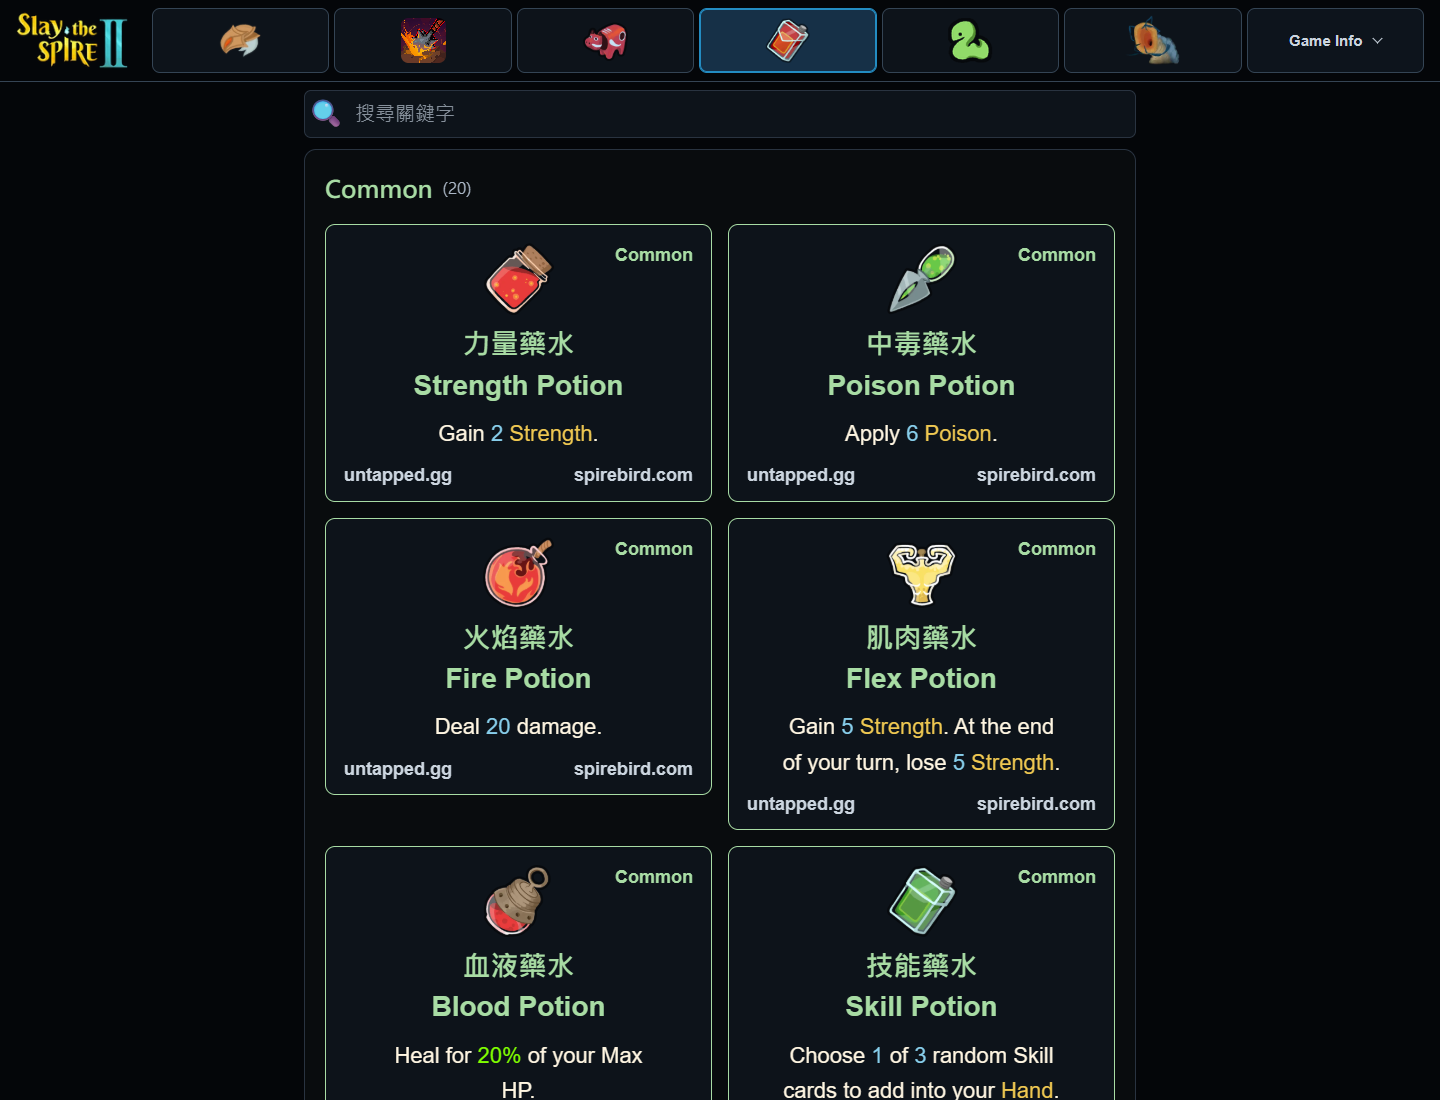 Slay the SPIRE II
Game Info
搜尋關鍵字
Common (20)
Common
力量藥水
Strength Potion
Gain 2 Strength.
untapped.gg spirebird.com
Common
中毒藥水
Poison Potion
Apply 6 Poison.
untapped.gg spirebird.com
Common
火焰藥水
Fire Potion
Deal 20 damage.
untapped.gg spirebird.com
Common
肌肉藥水
Flex Potion
Gain 5 Strength. At the end
of your turn, lose 5 Strength.
untapped.gg spirebird.com
Common
血液藥水
Blood Potion
Heal for 20% of your Max
HP.
Common
技能藥水
Skill Potion
Choose 1 of 3 random Skill
cards to add into your Hand.